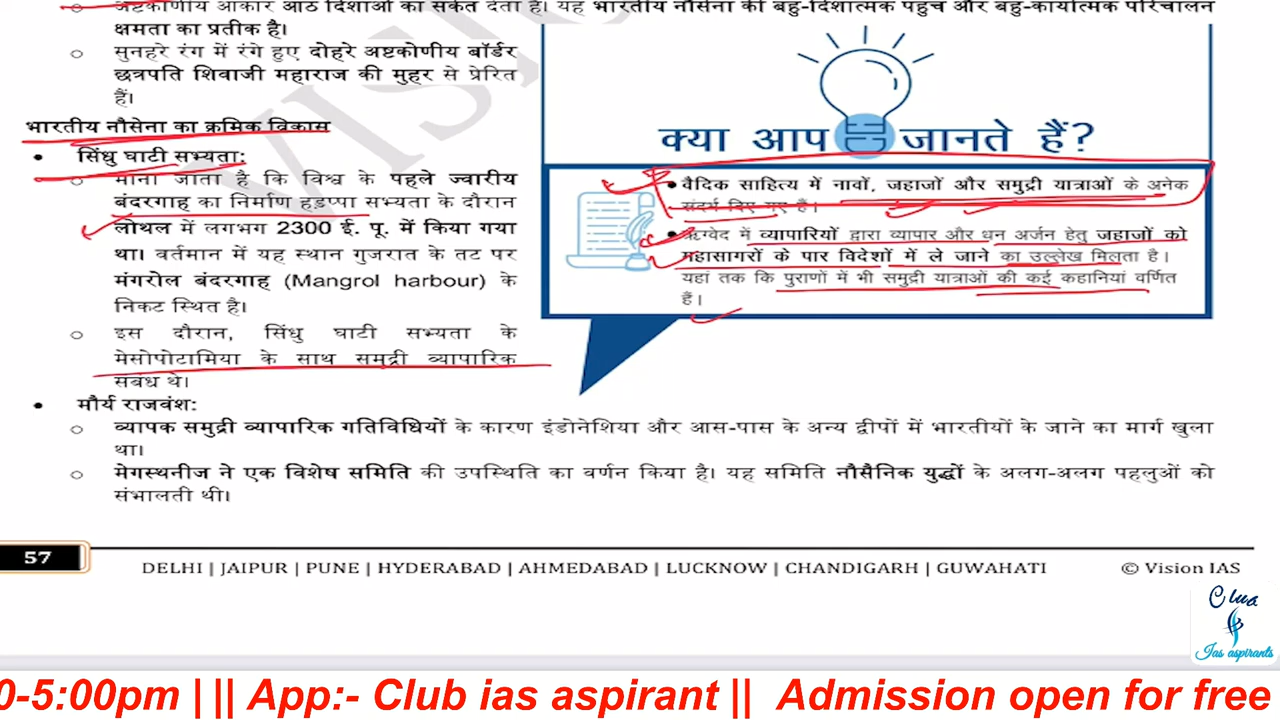 अष्टकोणीय आकार आठ दिशाओं का संकेत देता है। यह भारतीय नौसेना की बहु-दिशात्मक पहुंच और बहु-कार्यात्मक परिचालन
क्षमता का प्रतीक है।
सुनहरे रंग में रंगे हुए दोहरे अष्टकोणीय बॉर्डर
छत्रपति शिवाजी महाराज की मुहर से प्रेरित
हैं।
भारतीय नौसेना का क्रमिक विकास
सिंधु घाटी सभ्यता:
माना जाता है कि विश्व के पहले ज्वारीय
बंदरगाह का निर्माण हड़प्पा सभ्यता के दौरान
लोथल में लगभग 2300 ई. पू. में किया गया
था। वर्तमान में यह स्थान गुजरात के तट पर
मंगरोल बंदरगाह (Mangrol harbour) के
निकट स्थित है।
इस दौरान, सिंधु घाटी सभ्यता के
मेसोपोटामिया के साथ समुद्री व्यापारिक
संबंध थे।
क्या आप जानते हैं?
वैदिक साहित्य में नावों, जहाजों और समुद्री यात्राओं के अनेक
संदर्भ दिए गए हैं।
ऋग्वेद में व्यापारियों द्वारा व्यापार और धन अर्जन हेतु जहाजों को
महासागरों के पार विदेशों में ले जाने का उल्लेख मिलता है।
यहां तक कि पुराणों में भी समुद्री यात्राओं की कई कहानियां वर्णित
हैं।
मौर्य राजवंश:
व्यापक समुद्री व्यापारिक गतिविधियों के कारण इंडोनेशिया और आस-पास के अन्य द्वीपों में भारतीयों के जाने का मार्ग खुला
था।
मेगस्थनीज ने एक विशेष समिति की उपस्थिति का वर्णन किया है। यह समिति नौसैनिक युद्धों के अलग-अलग पहलुओं को
संभालती थी।
57
DELHI | JAIPUR | PUNE | HYDERABAD | AHMEDABAD | LUCKNOW | CHANDIGARH | GUWAHATI
© Vision IAS
Club
Ias aspirants
0-5:00pm | || App:- Club ias aspirant || Admission open for free